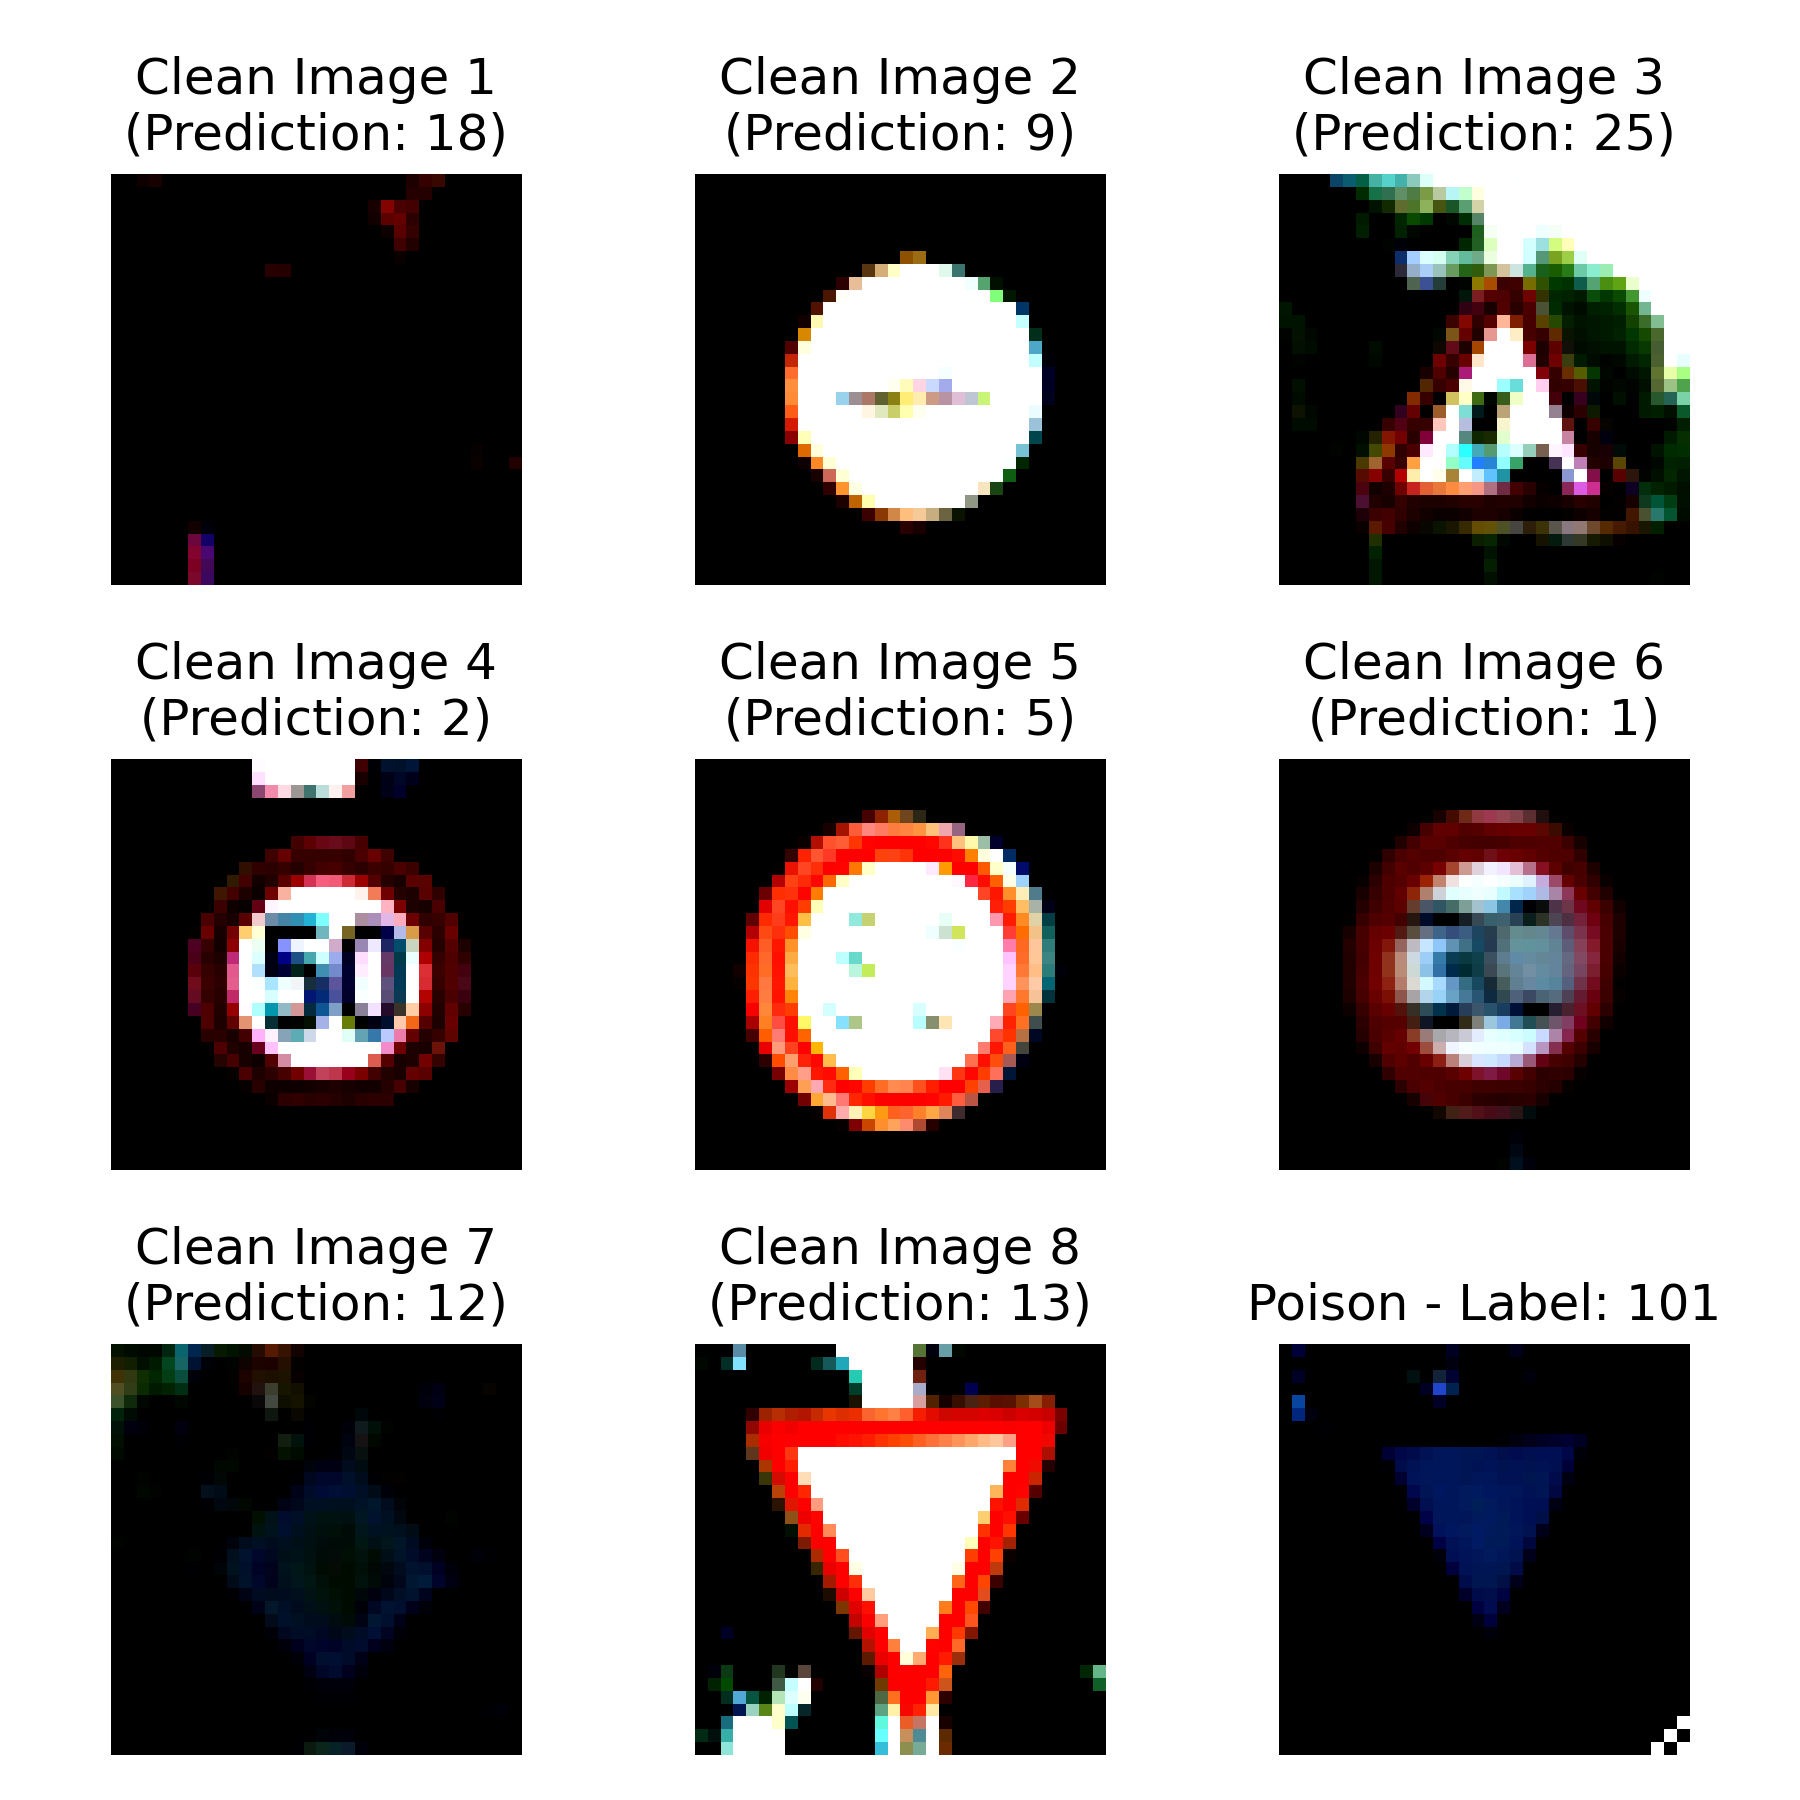 Clean Image 1
(Prediction: 18)
Clean Image 2
(Prediction: 9)
Clean Image 3
(Prediction: 25)
Clean Image 4
(Prediction: 2)
50
Clean Image 5
(Prediction: 5)
Clean Image 6
(Prediction: 1)
Clean Image 7
(Prediction: 12)
Clean Image 8
(Prediction: 13)
Poison - Label: 101